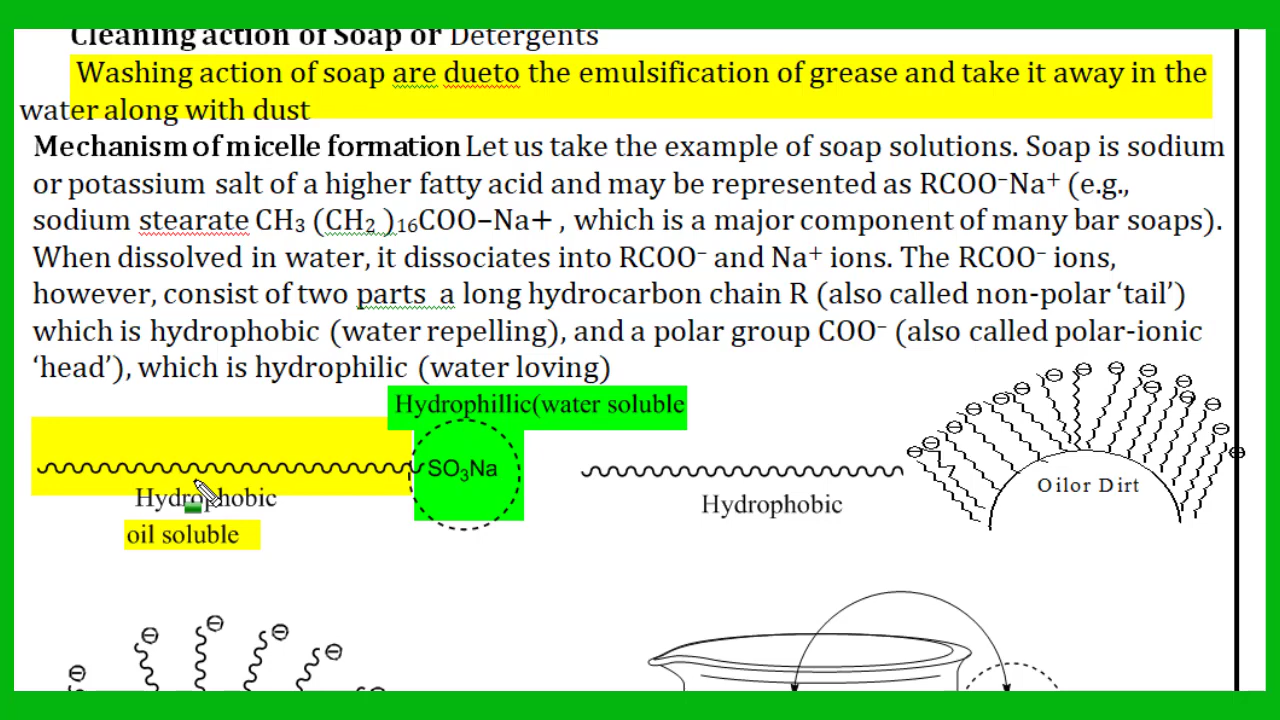 Cleaning action of Soap or Detergents
Washing action of soap are dueto the emulsification of grease and take it away in the
water along with dust
Mechanism of micelle formation Let us take the example of soap solutions. Soap is sodium
or potassium salt of a higher fatty acid and may be represented as RCOO⁻Na⁺ (e.g.,
sodium stearate CH₃ (CH₂ )₁₆COO–Na+ , which is a major component of many bar soaps).
When dissolved in water, it dissociates into RCOO⁻ and Na⁺ ions. The RCOO⁻ ions,
however, consist of two parts a long hydrocarbon chain R (also called non-polar ‘tail’)
which is hydrophobic (water repelling), and a polar group COO⁻ (also called polar-ionic
‘head’), which is hydrophilic (water loving)
Hydrophillic(water soluble
SO₃Na
Hydrophobic
oil soluble
Hydrophobic
Oilor Dirt